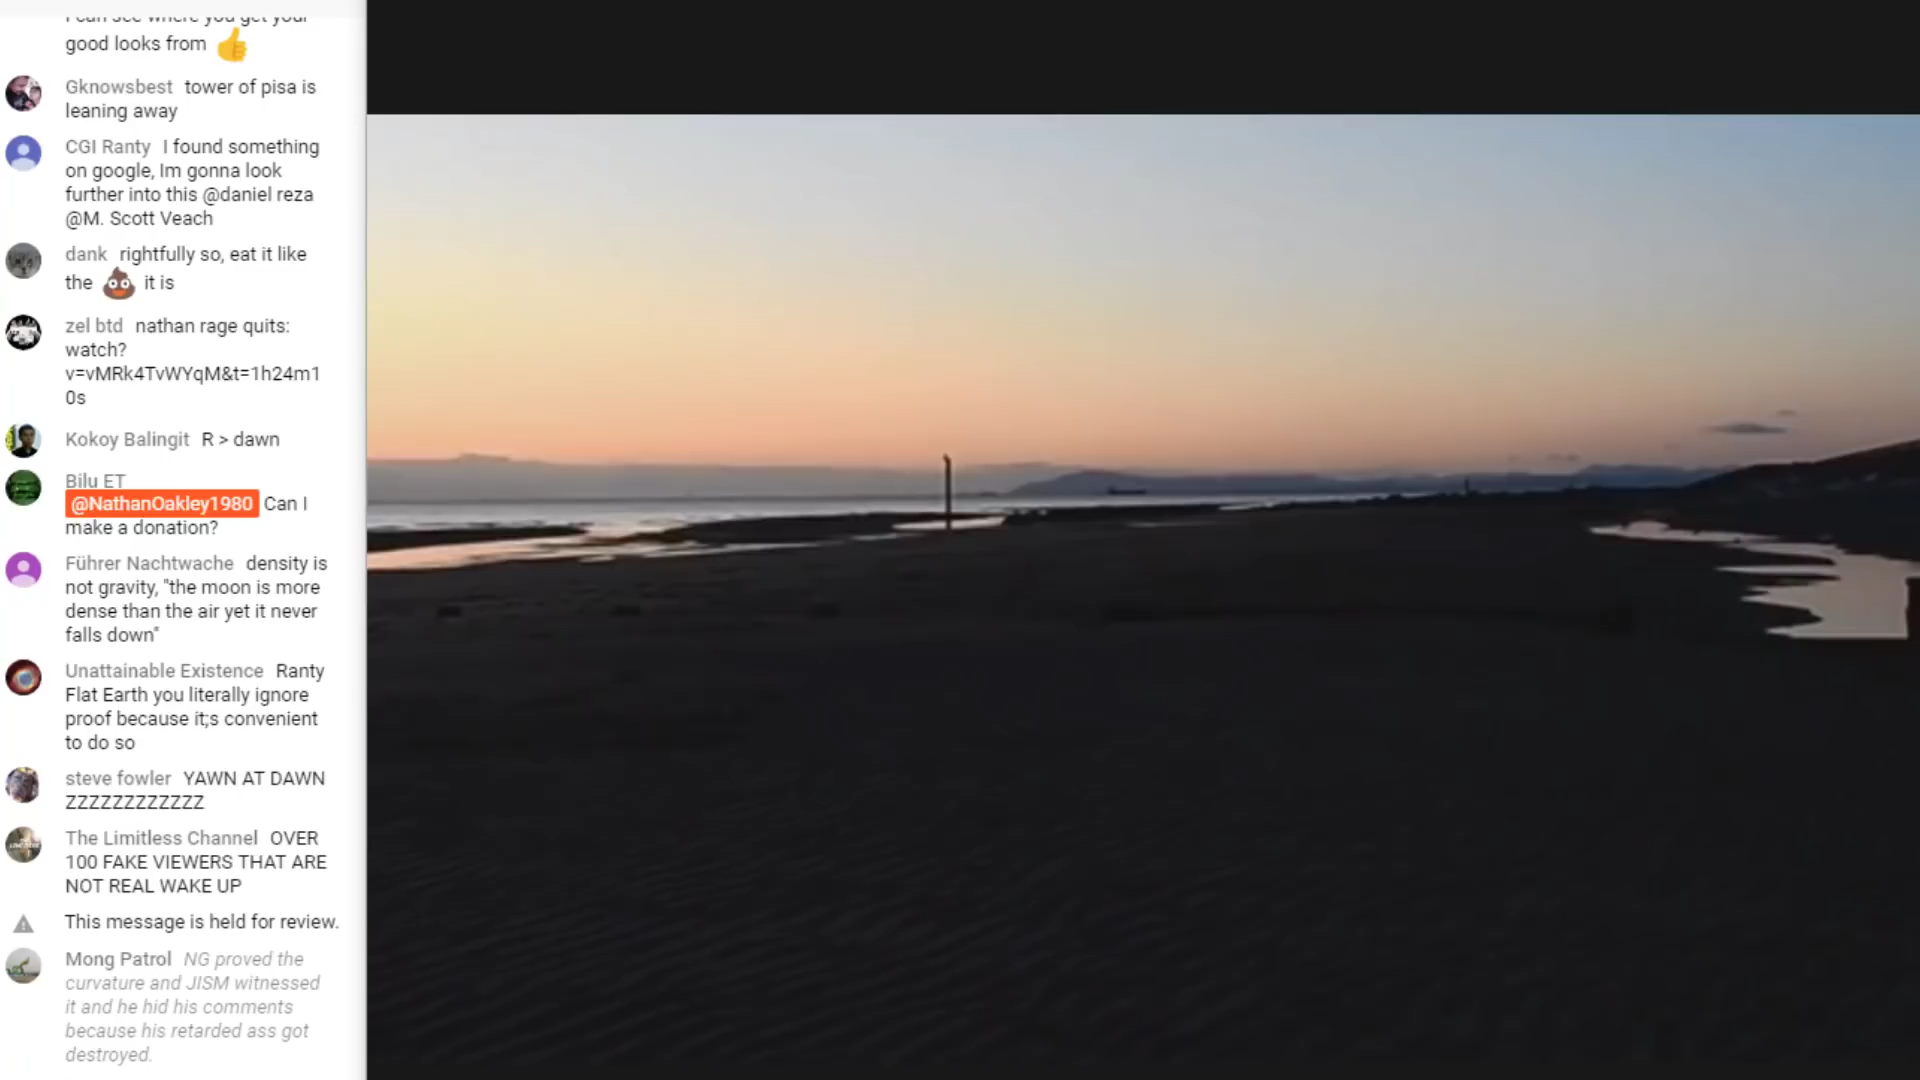 I can see where you get your
good looks from
Gknowsbest tower of pisa is
leaning away
CGI Ranty I found something
on google, Im gonna look
further into this @daniel reza
@M. Scott Veach
dank rightfully so, eat it like
the it is
zel btd nathan rage quits:
watch?
v=vMRk4TvWYqM&t=1h24m1
0s
Kokoy Balingit R > dawn
Bilu ET
@NathanOakley1980 Can I
make a donation?
Führer Nachtwache density is
not gravity, "the moon is more
dense than the air yet it never
falls down"
Unattainable Existence Ranty
Flat Earth you literally ignore
proof because it;s convenient
to do so
steve fowler YAWN AT DAWN
ZZZZZZZZZZZZ
The Limitless Channel OVER
100 FAKE VIEWERS THAT ARE
NOT REAL WAKE UP
This message is held for review.
Mong Patrol NG proved the
curvature and JISM witnessed
it and he hid his comments
because his retarded ass got
destroyed.